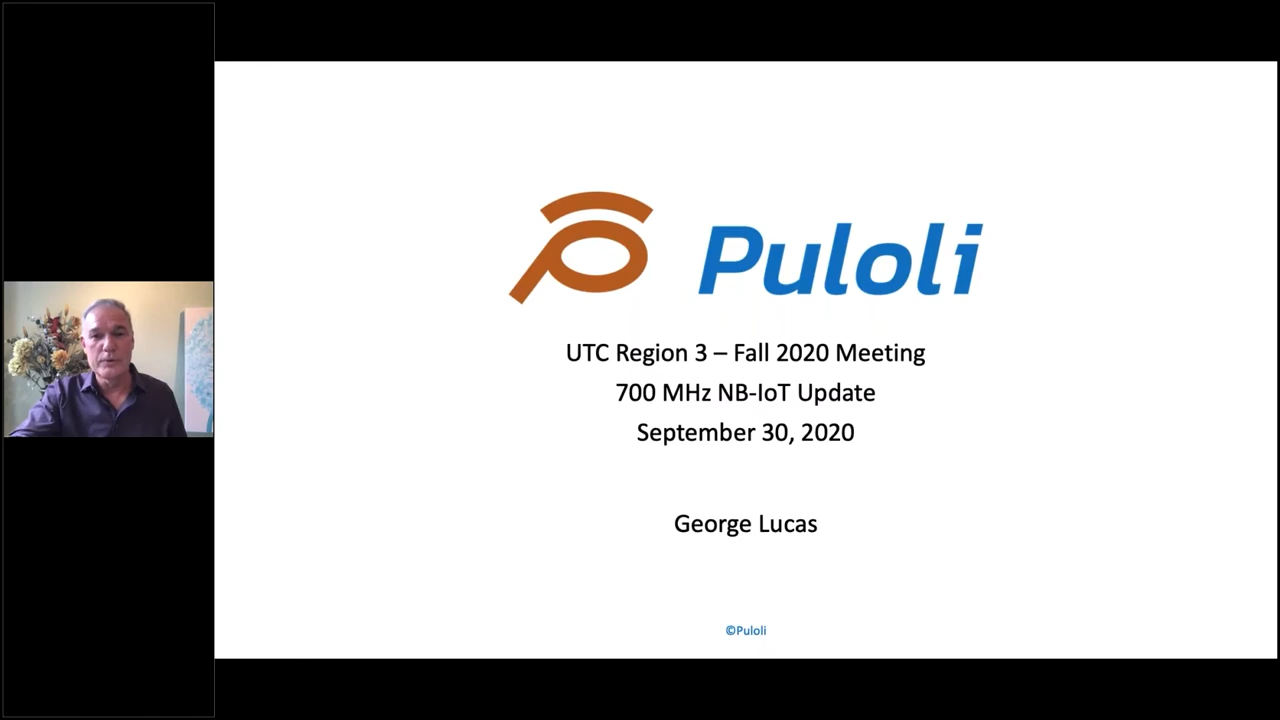 Puloli
UTC Region 3 – Fall 2020 Meeting
700 MHz NB-IoT Update
September 30, 2020
George Lucas
©Puloli